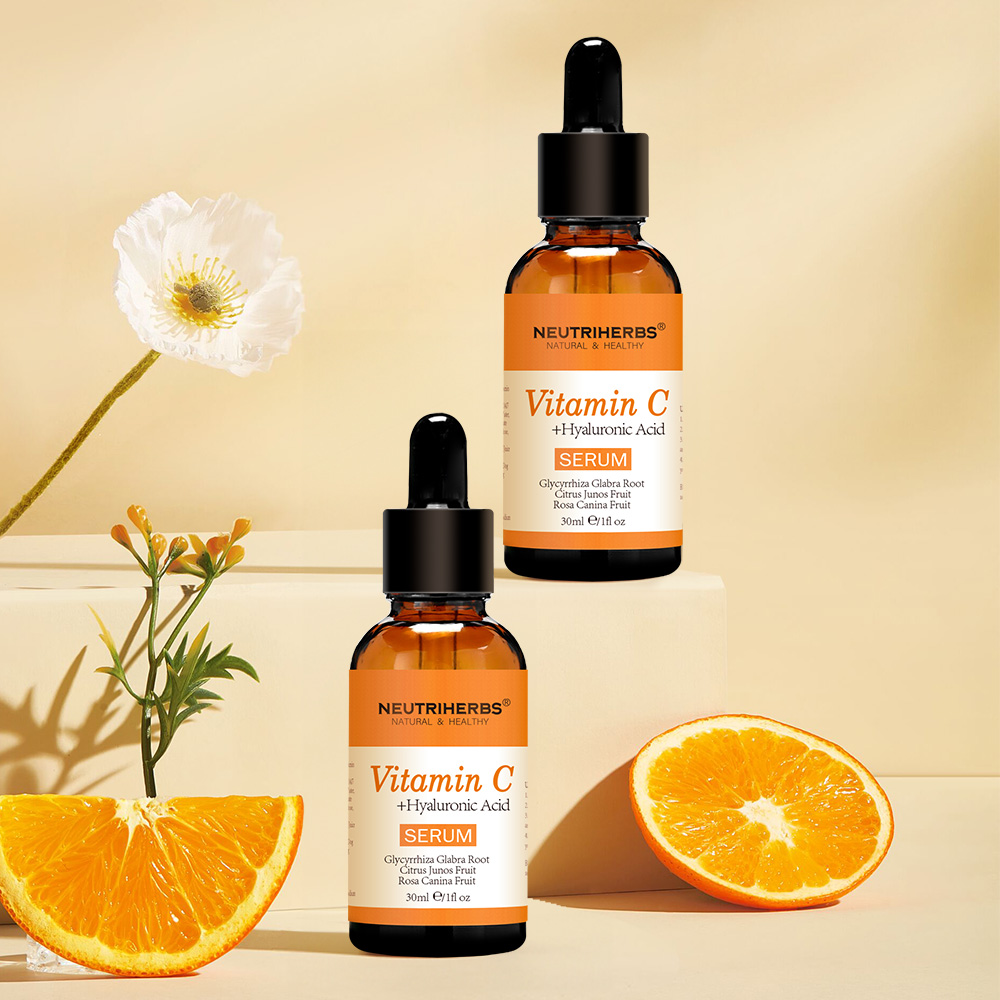 NEUTRIHERBS®
NATURAL & HEALTHY
Vitamin C
+Hyaluronic Acid
SERUM
Glycyrrhiza Glabra Root
Citrus Junos Fruit
Rosa Canina Fruit
30ml ℮/1fl oz
NEUTRIHERBS®
NATURAL & HEALTHY
Vitamin C
+Hyaluronic Acid
SERUM
Glycyrrhiza Glabra Root
Citrus Junos Fruit
Rosa Canina Fruit
30ml ℮/1fl oz